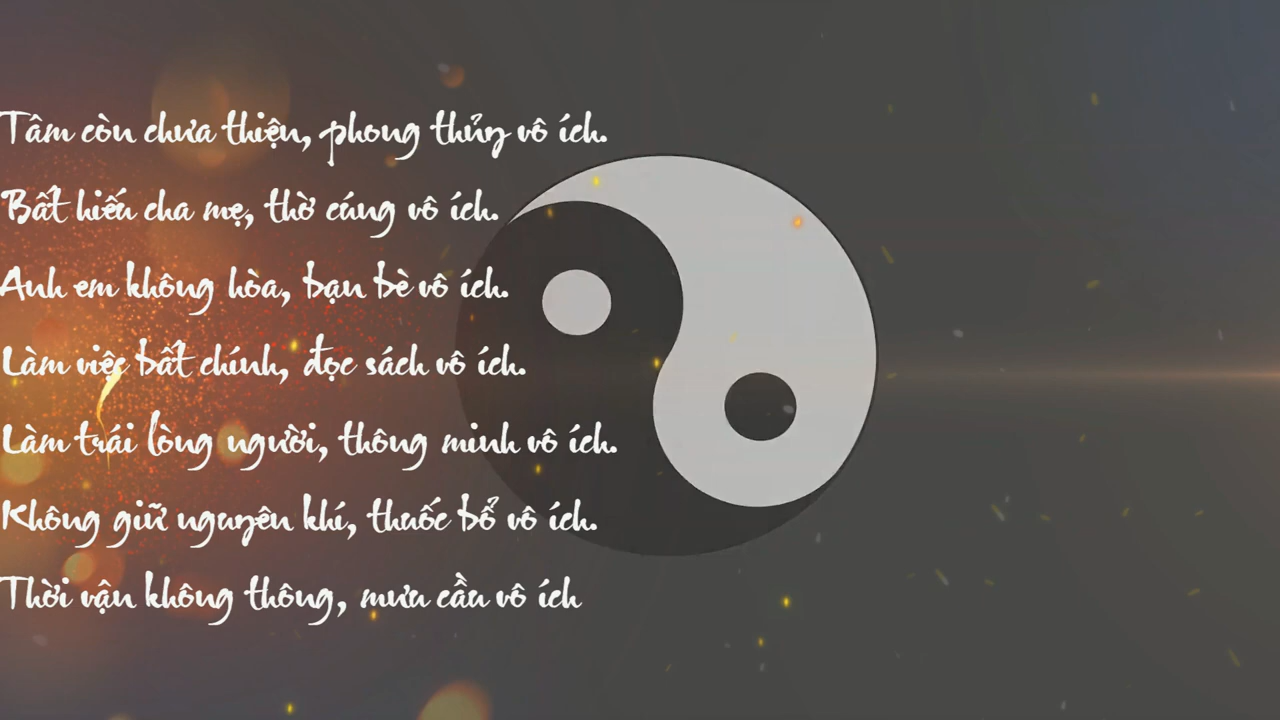 Tâm còn chưa thiện, phong thủy vô ích.
Bất hiếu cha mẹ, thờ cúng vô ích.
Anh em không hòa, bạn bè vô ích.
Làm việc bất chính, đọc sách vô ích.
Làm trái lòng người, thông minh vô ích.
Không giữ nguyên khí, thuốc bổ vô ích.
Thời vận không thông, mưu cầu vô ích